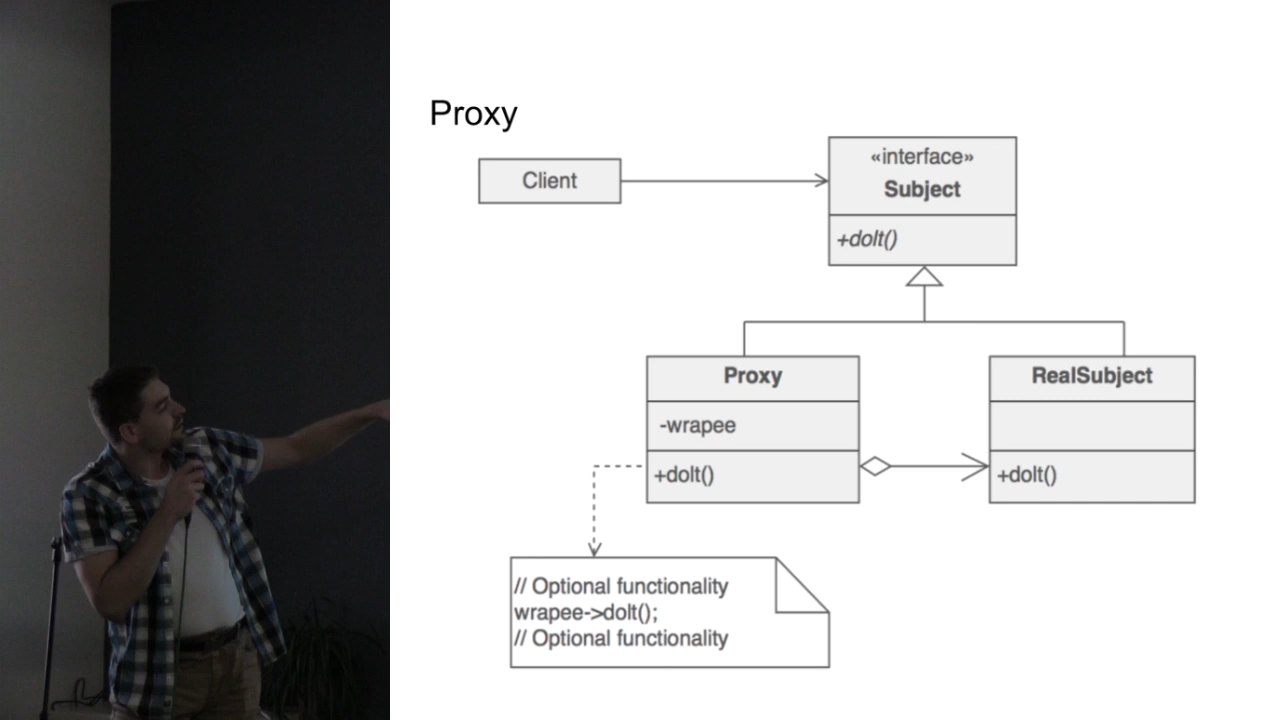 Proxy
Client
«interface»
Subject
+doIt()
Proxy
-wrapee
+doIt()
RealSubject
+doIt()
// Optional functionality
wrapee->doIt();
// Optional functionality